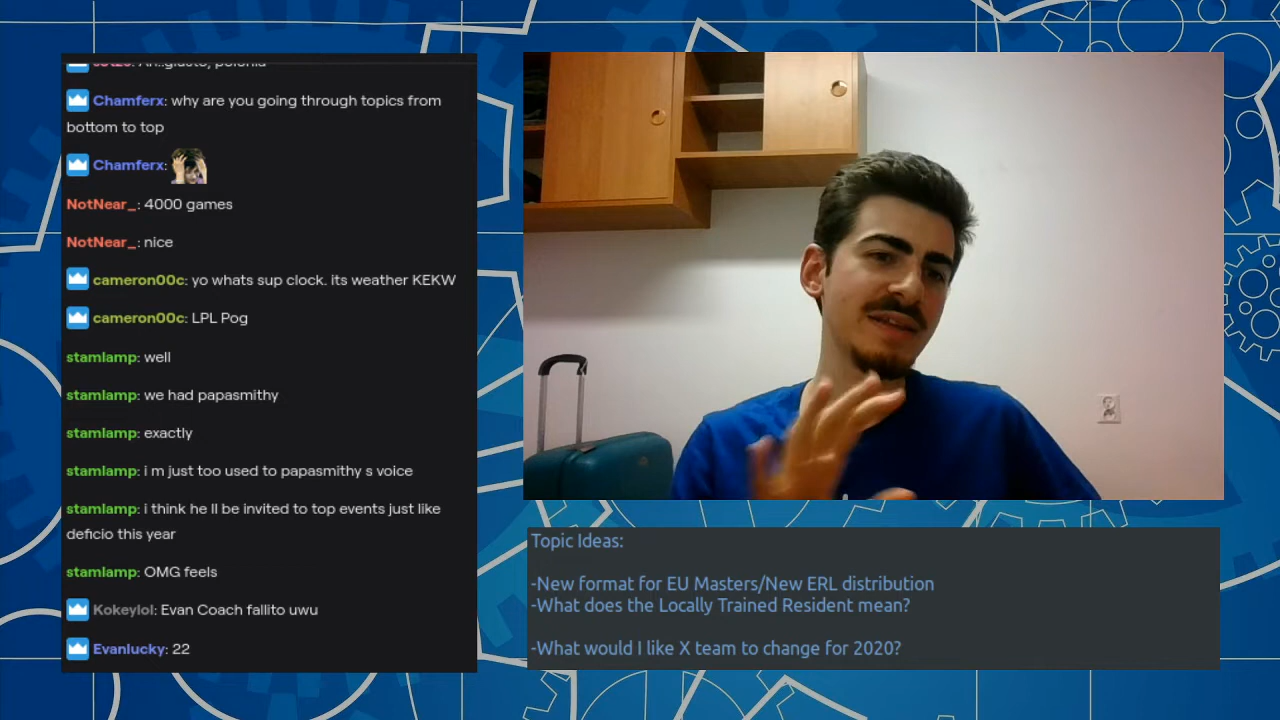 Chamferx: why are you going through topics from
bottom to top
Chamferx:
NotNear_: 4000 games
NotNear_: nice
cameron00c: yo whats sup clock. its weather KEKW
cameron00c: LPL Pog
stamlamp: well
stamlamp: we had papasmithy
stamlamp: exactly
stamlamp: i m just too used to papasmithy s voice
stamlamp: i think he ll be invited to top events just like
deficio this year
stamlamp: OMG feels
Kokeylol: Evan Coach fallito uwu
Evanlucky: 22
Topic Ideas:
-New format for EU Masters/New ERL distribution
-What does the Locally Trained Resident mean?
-What would I like X team to change for 2020?